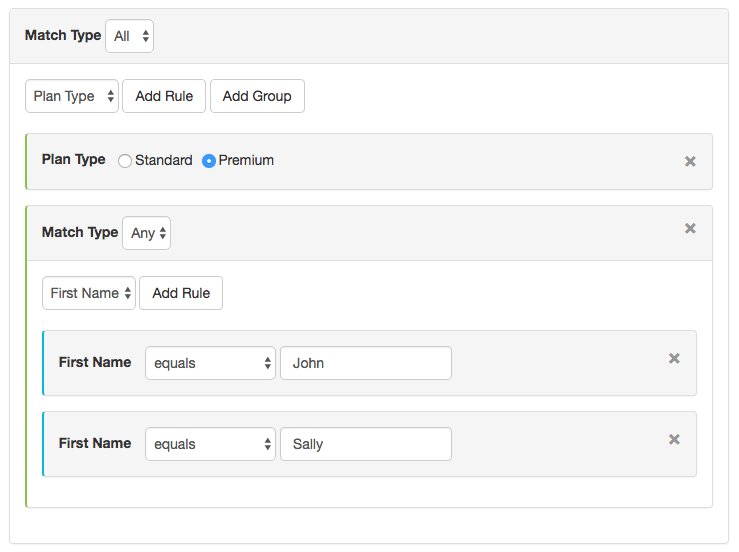 Match Type All
Plan Type Add Rule Add Group
Plan Type Standard Premium
Match Type Any
First Name Add Rule
First Name equals John
First Name equals Sally